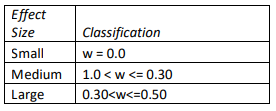 Effect
Size Classification
Small w = 0.0
Medium 1.0 < w <= 0.30
Large 0.30<w<=0.50